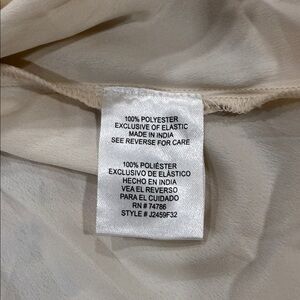 100% POLYESTER
EXCLUSIVE OF ELASTIC
MADE IN INDIA
SEE REVERSE FOR CARE
100% POLIÉSTER
EXCLUSIVO DE ELÁSTICO
HECHO EN INDIA
VEA EL REVERSO
PARA EL CUIDADO
RN # 74786
STYLE # J2459F32